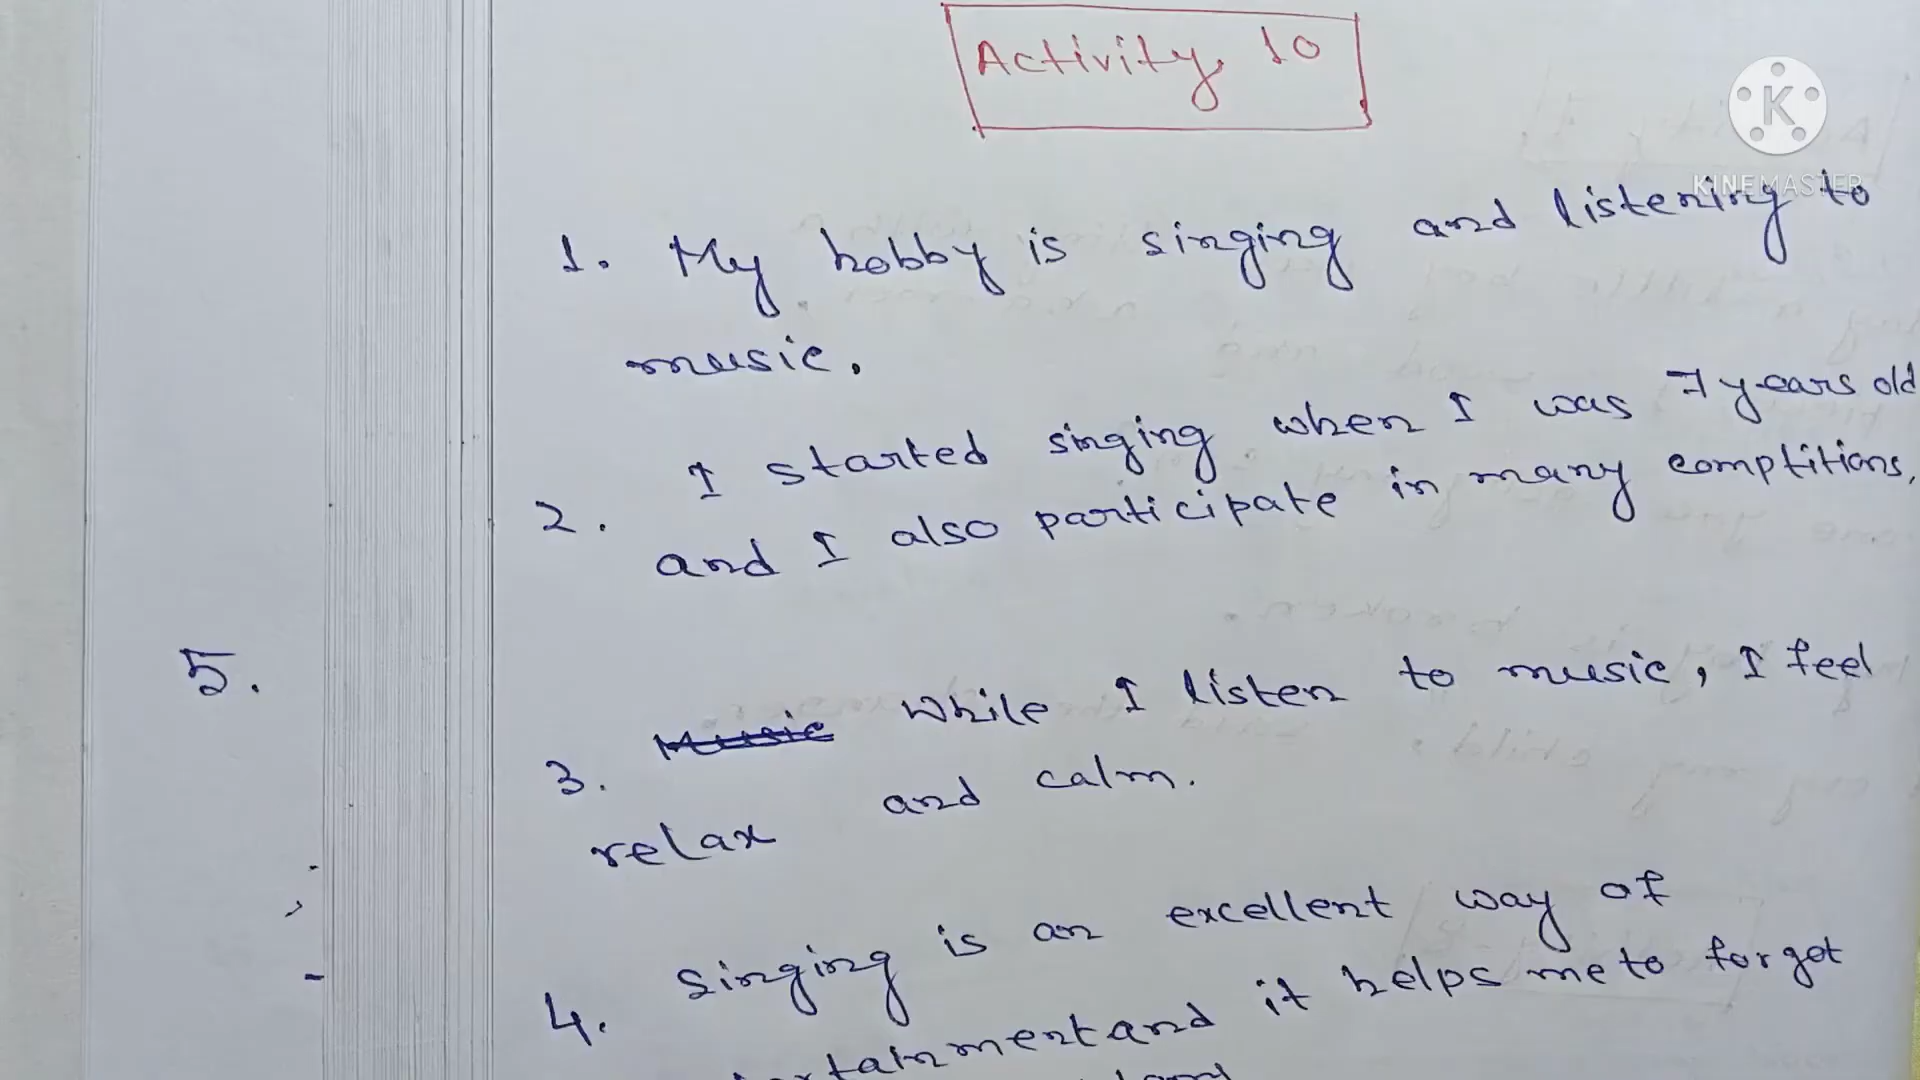 Activity 10
K
KINEMASTER
1. My hobby is singing and listening to
music.
2. I started singing when I was 7 years old
and I also participate in many comptitions,
5.
3. Music While I listen to music, I feel
relax and calm.
4. Singing is an excellent way of
and it helps me to forget